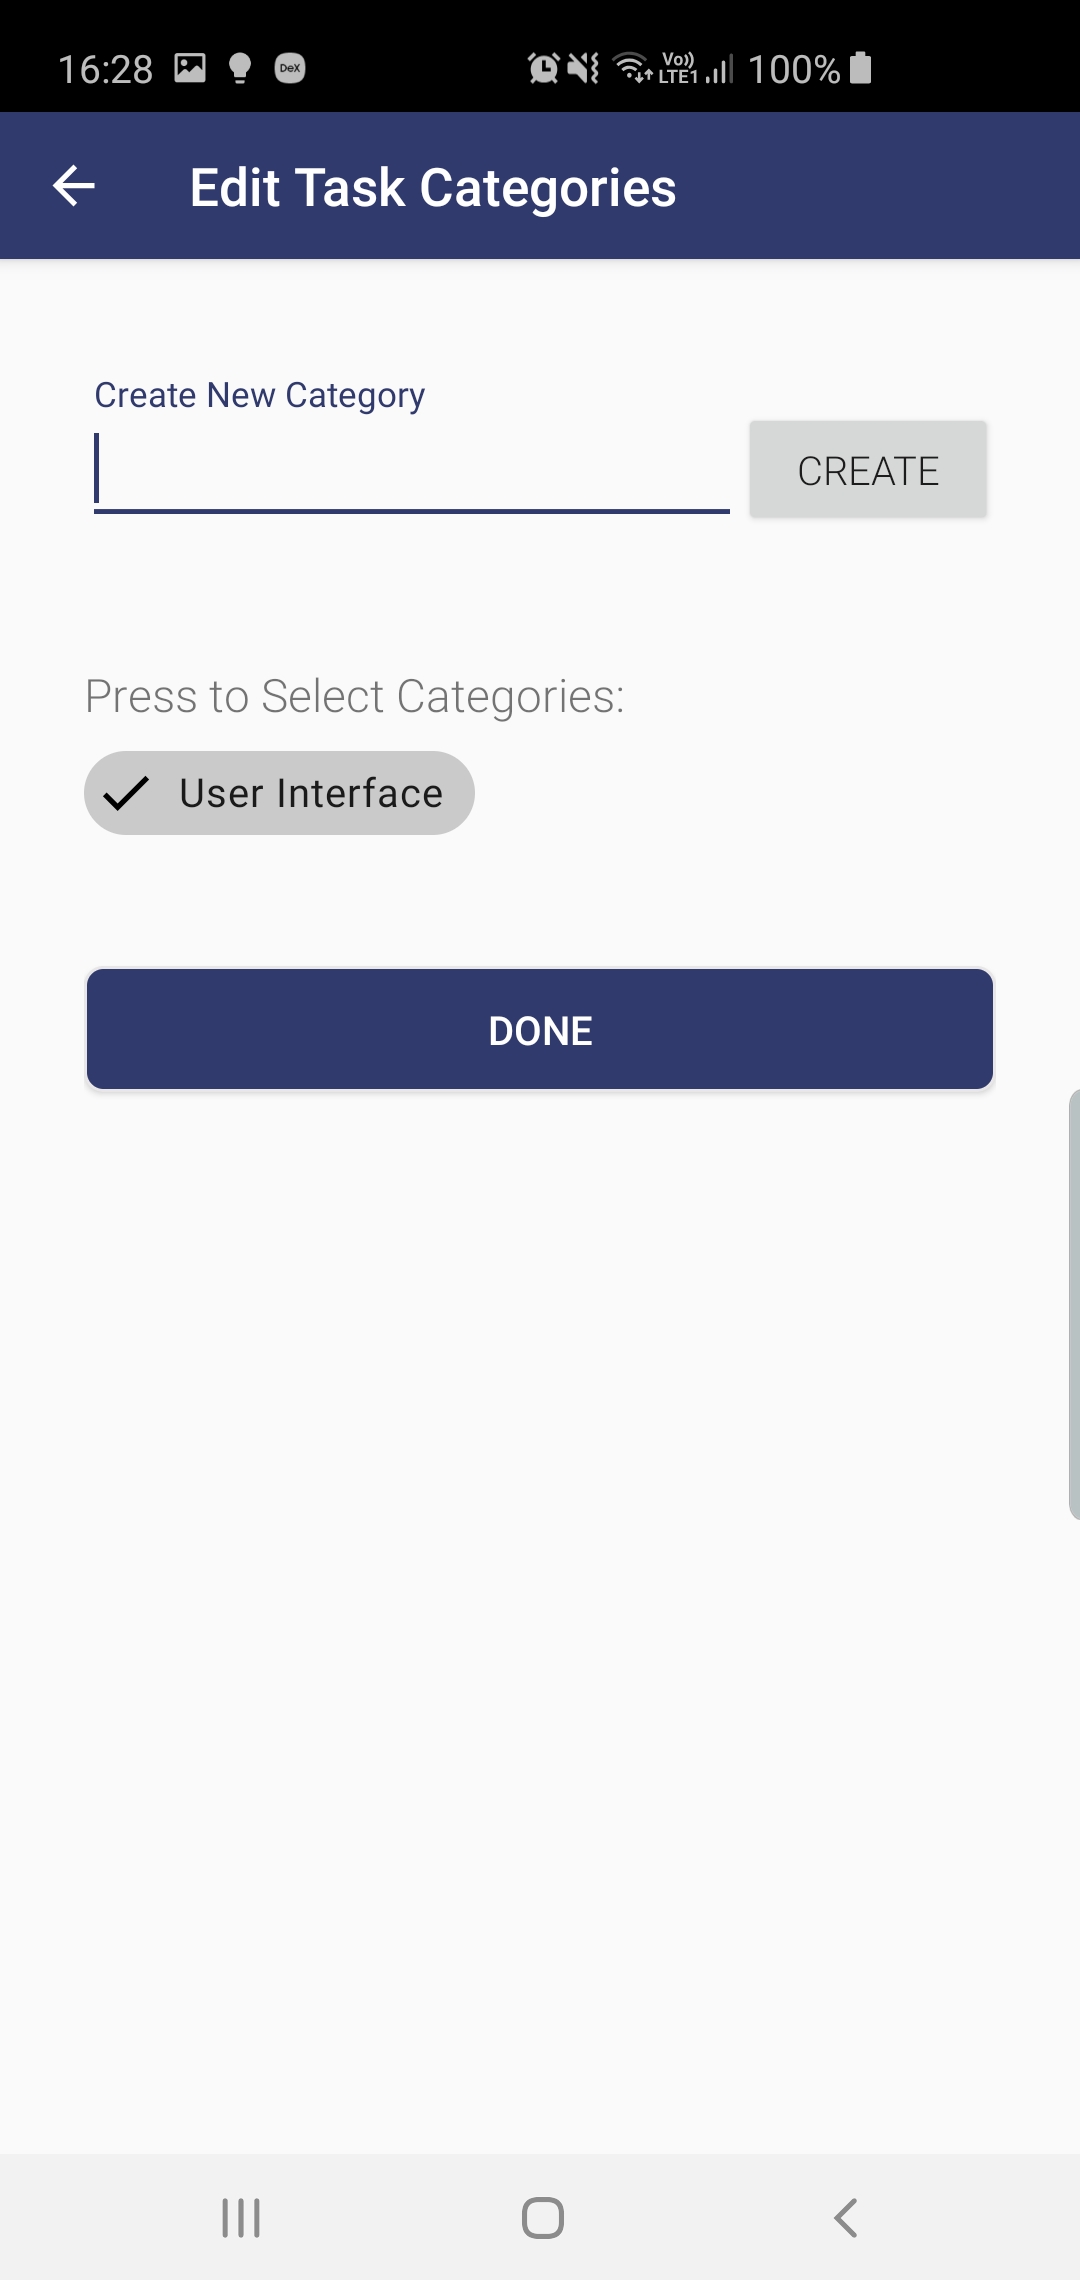 16:28 DeX Vo)) LTE1 100%
Edit Task Categories
Create New Category
CREATE
Press to Select Categories:
User Interface
DONE